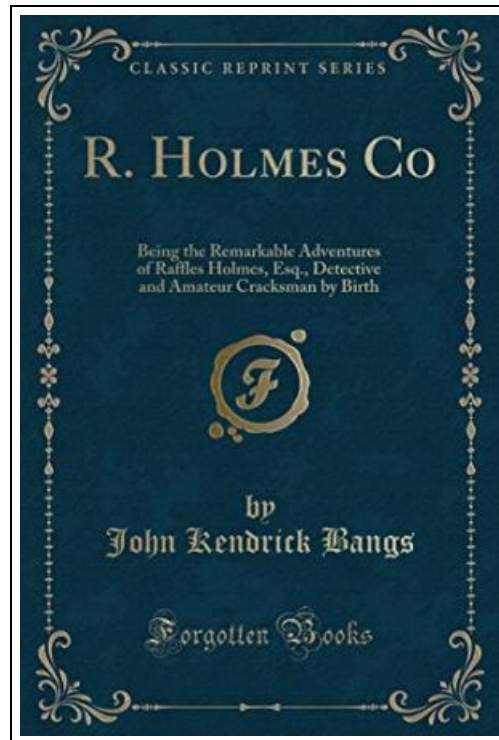 CLASSIC REPRINT SERIES
R. HOLMES CO
Being the Remarkable Adventures
of Raffles Holmes, Esq., Detective
and Amateur Cracksman by Birth
F
by
John Kendrick Bangs
Forgotten Books